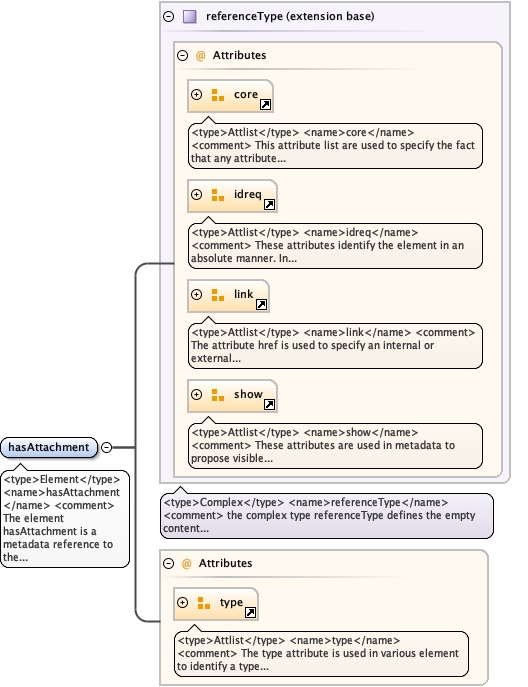 referenceType (extension base)
@ Attributes
core
<type>Attlist</type> <name>core</name>
<comment> This attribute list are used to specify the fact
that any attribute...
idreq
<type>Attlist</type> <name>idreq</name>
<comment> These attributes identify the element in an
absolute manner. In...
link
<type>Attlist</type> <name>link</name> <comment>
The attribute href is used to specify an internal or
external...
show
<type>Attlist</type> <name>show</name>
<comment> These attributes are used in metadata to
propose visible...
hasAttachment
<type>Element</type>
<name>hasAttachment
</name> <comment>
The element
hasAttachment is a
metadata reference to
the...
<type>Complex</type> <name>referenceType</name>
<comment> the complex type referenceType defines the empty
content...
@ Attributes
type
<type>Attlist</type> <name>type</name>
<comment> The type attribute is used in various element
to identify a type...